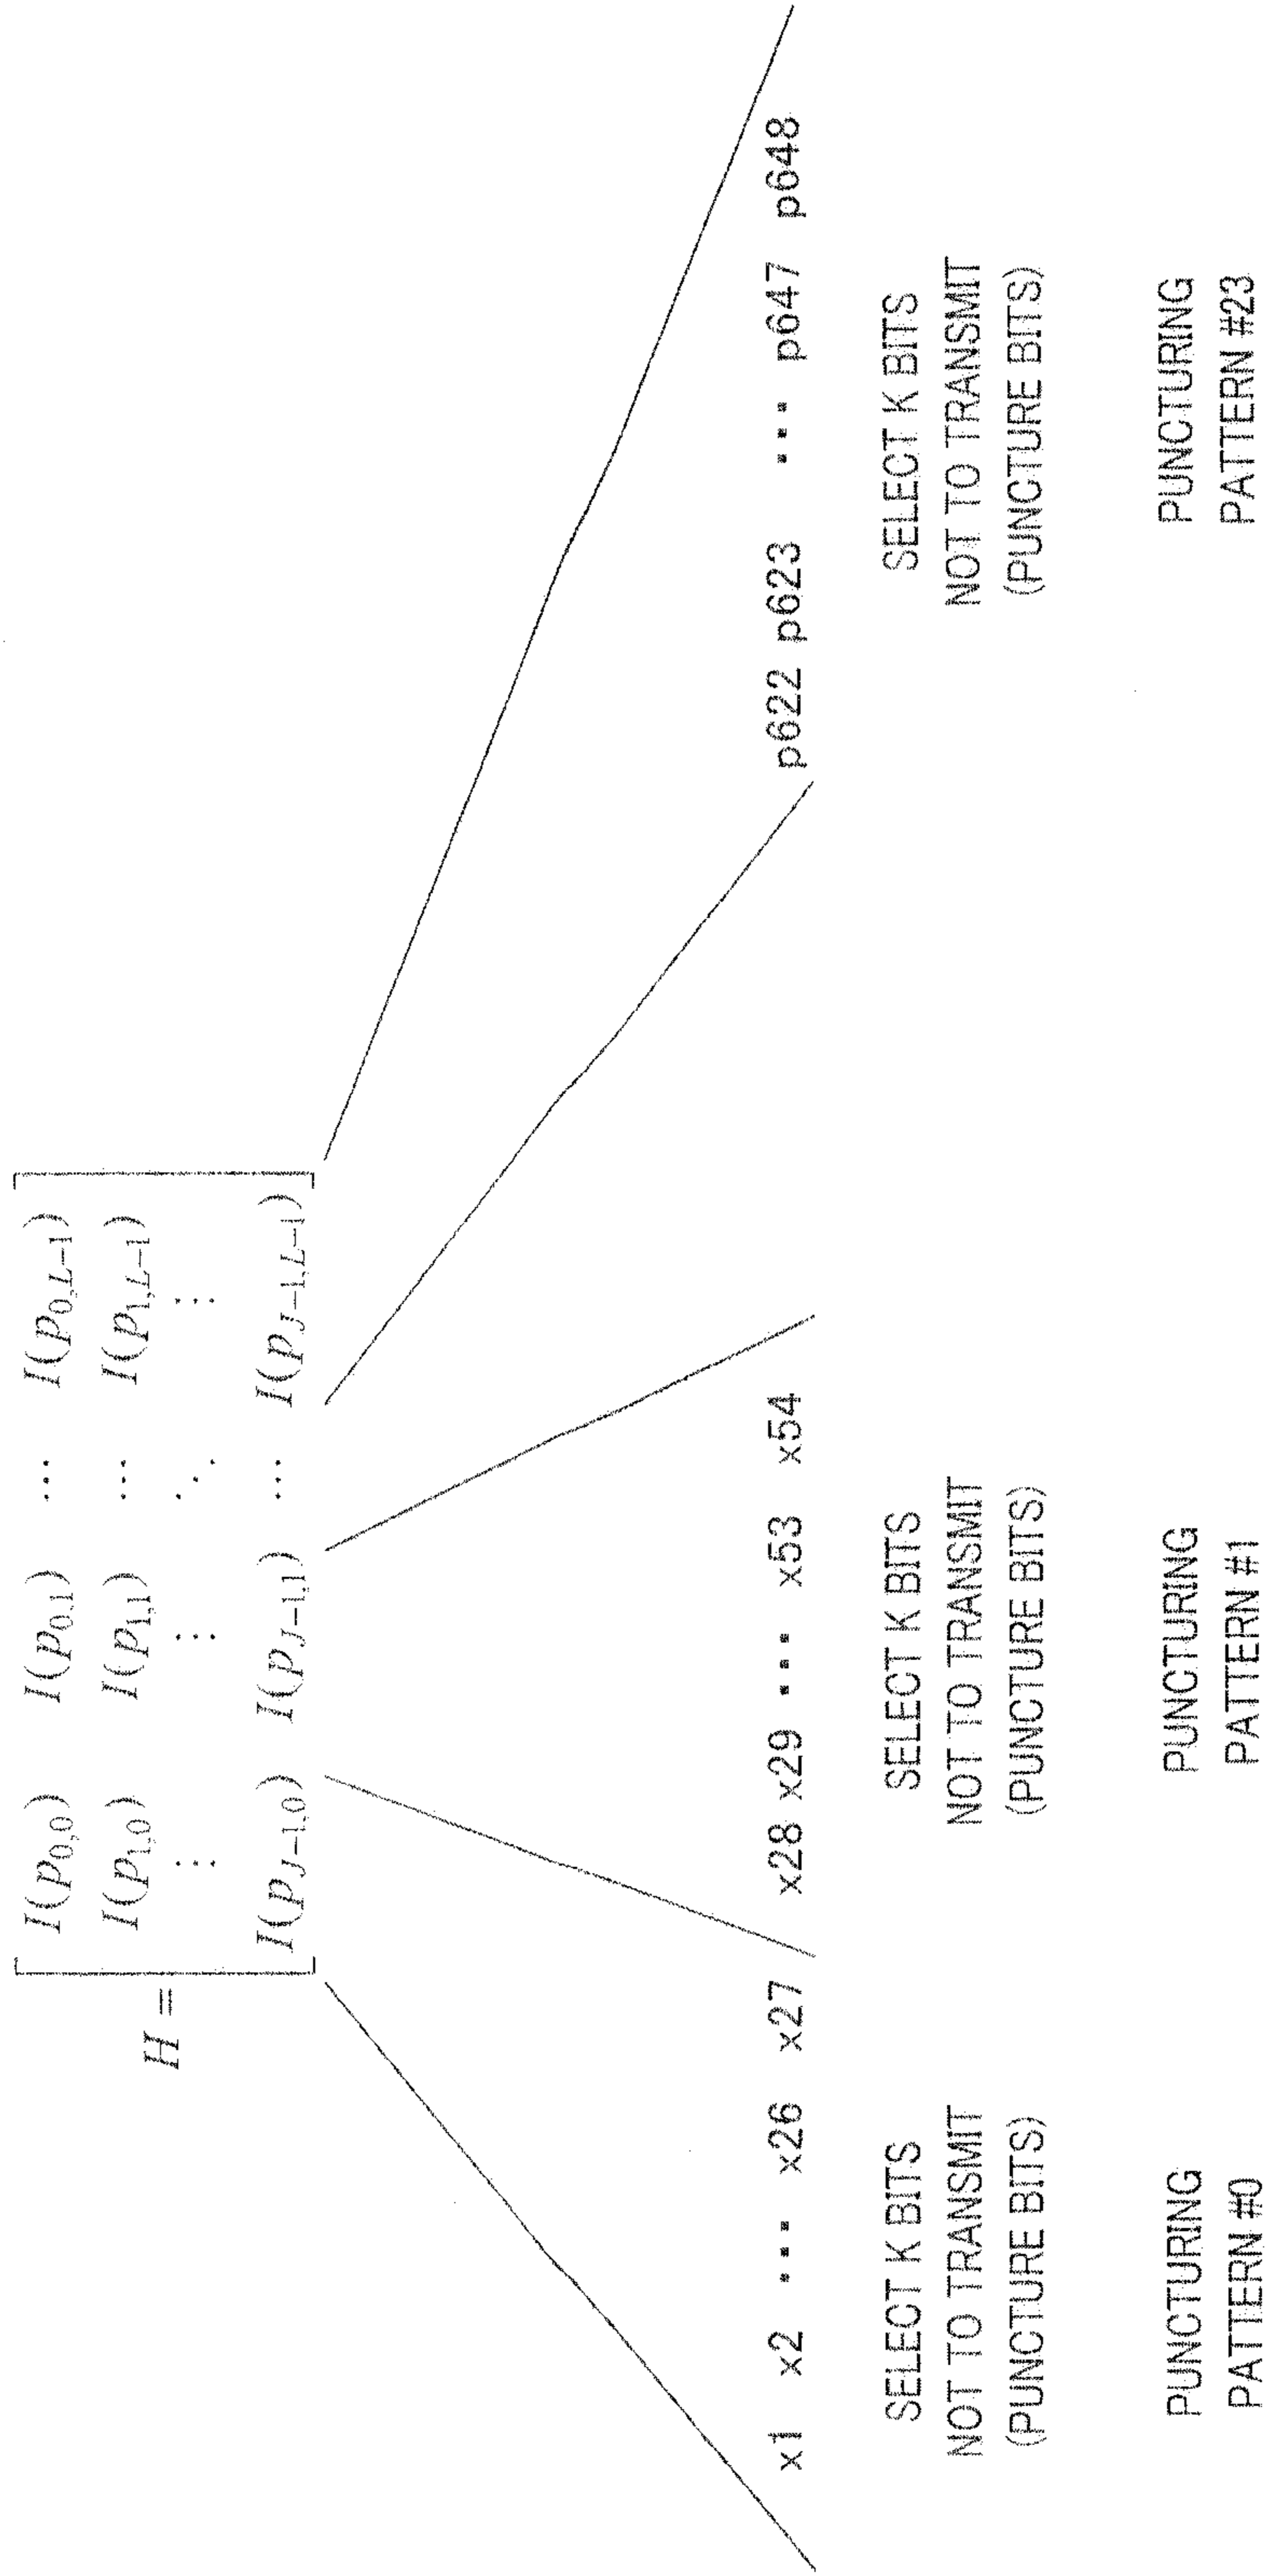 H =
I(p0,0) I(p0,1) ... I(p0,L-1)
I(p1,0) I(p1,1) ... I(p1,L-1)
⋮ ⋮ ⋱ ⋮
I(pJ-1,0) I(pJ-1,1) ... I(pJ-1,L-1)
x1 x2 ... x26 x27 x28 x29 ... x53 x54 p622 p623 ... p647 p648
SELECT K BITS
NOT TO TRANSMIT
(PUNCTURE BITS)
PUNCTURING
PATTERN #0
SELECT K BITS
NOT TO TRANSMIT
(PUNCTURE BITS)
PUNCTURING
PATTERN #1
SELECT K BITS
NOT TO TRANSMIT
(PUNCTURE BITS)
PUNCTURING
PATTERN #23